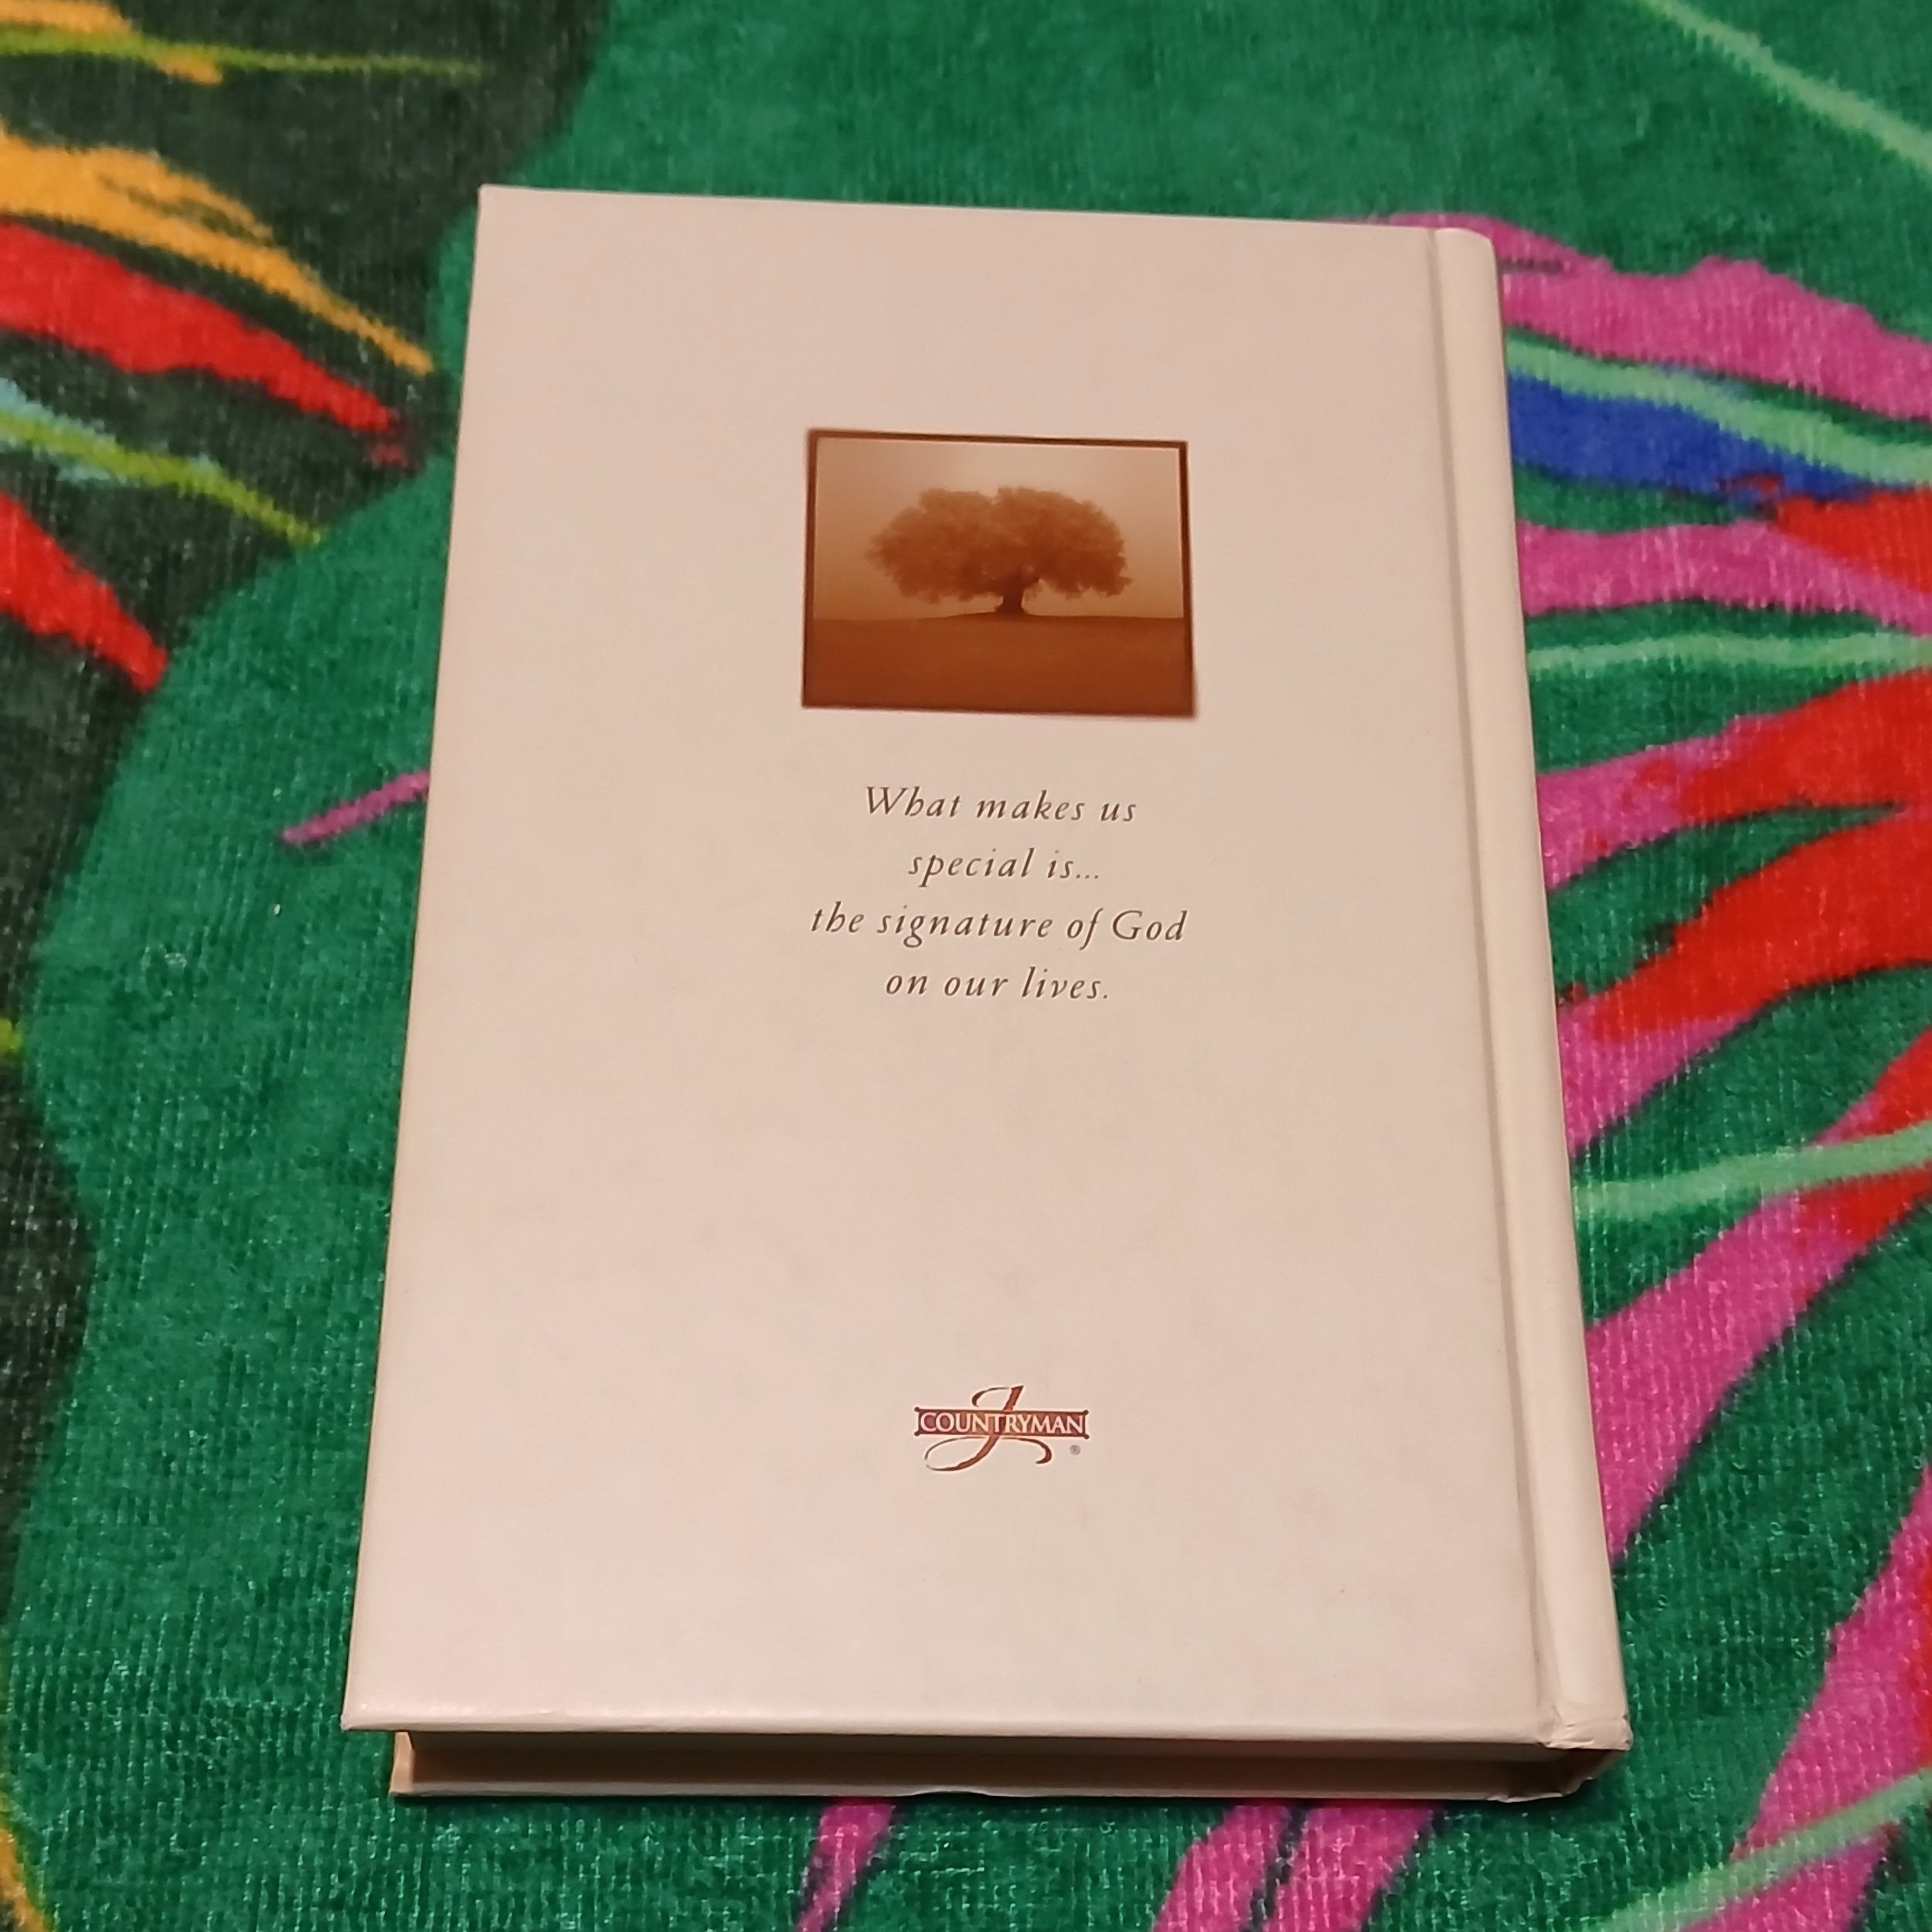 What makes us
special is...
the signature of God
on our lives.
J COUNTRYMAN®